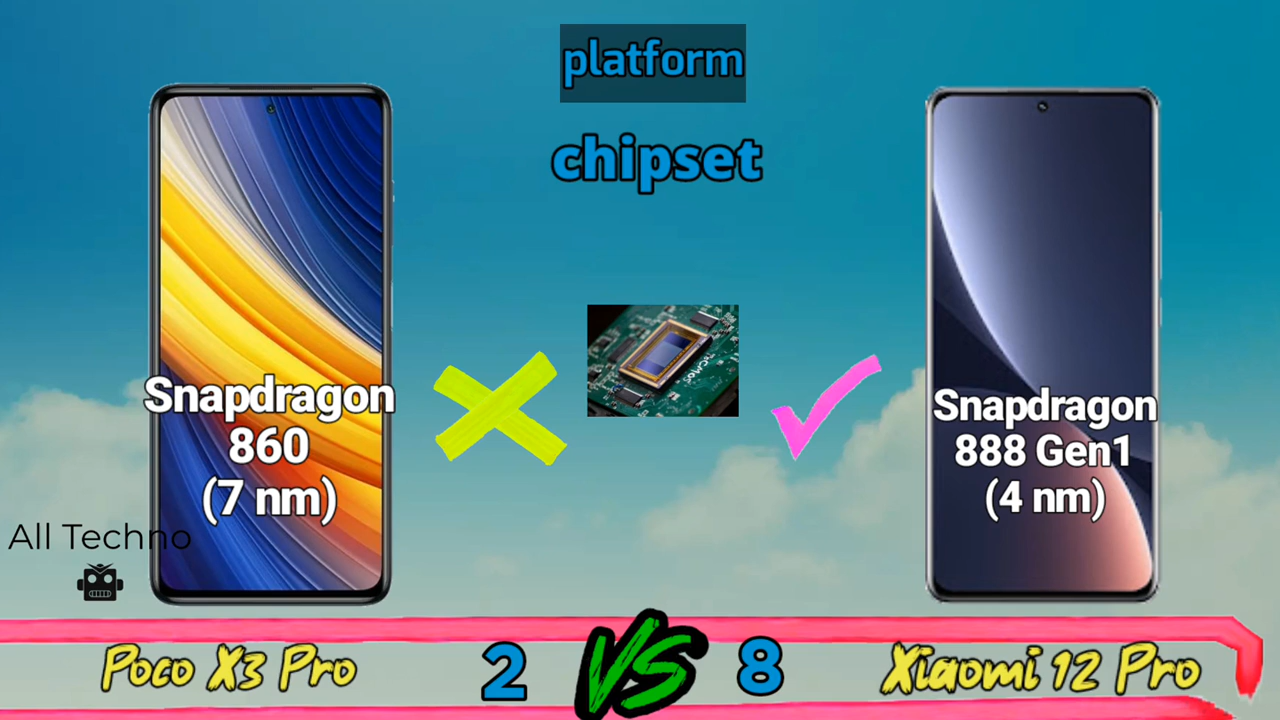 platform
chipset
Snapdragon
860
(7 nm)
Snapdragon
888 Gen1
(4 nm)
All Techno
Poco X3 Pro
2
VS
8
Xiaomi 12 Pro